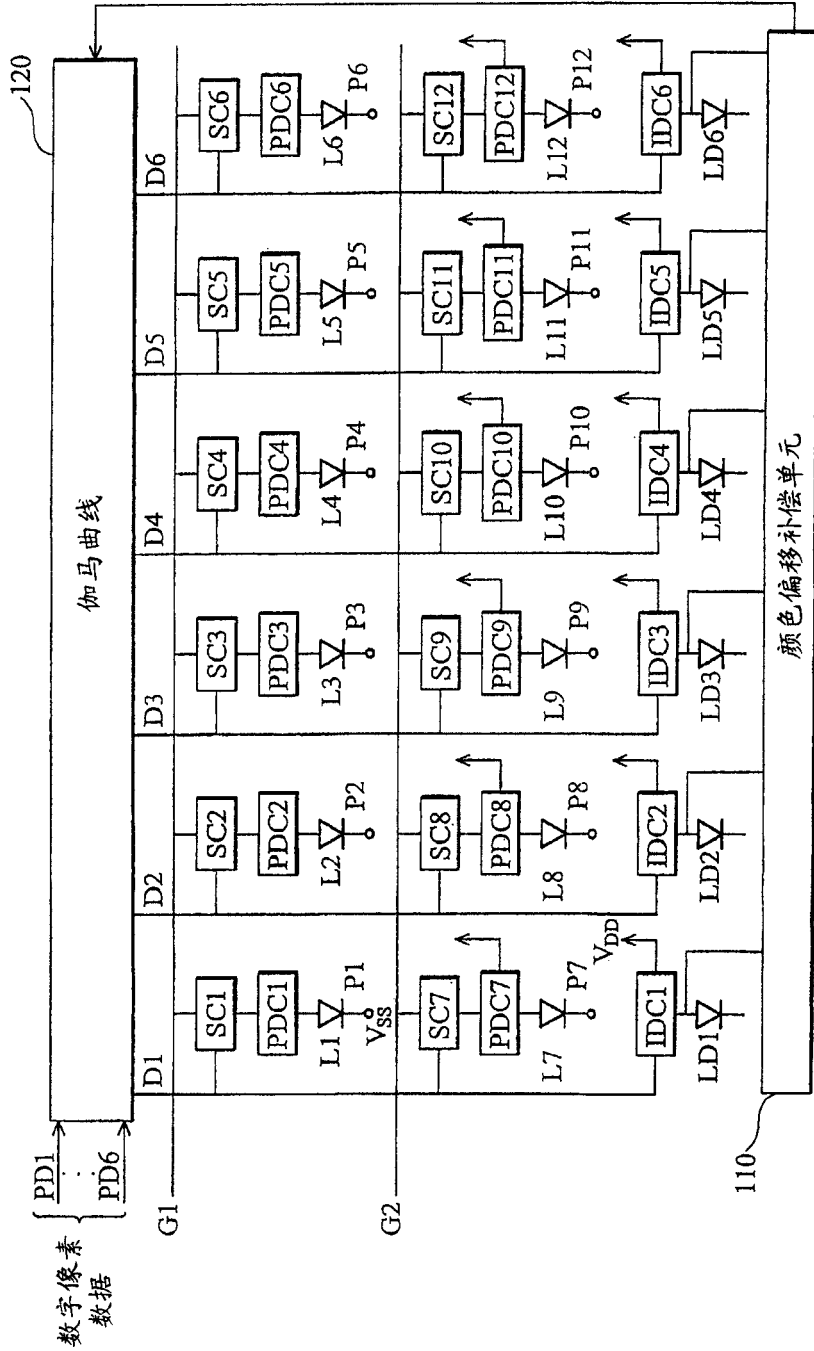 数字像素
数据
PD1
⋮
PD6
伽马曲线
120
D1 D2 D3 D4 D5 D6
G1
SC1 SC2 SC3 SC4 SC5 SC6
PDC1 PDC2 PDC3 PDC4 PDC5 PDC6
L1 P1 L2 P2 L3 P3 L4 P4 L5 P5 L6 P6
VSS
G2
SC7 SC8 SC9 SC10 SC11 SC12
PDC7 PDC8 PDC9 PDC10 PDC11 PDC12
L7 P7 L8 P8 L9 P9 L10 P10 L11 P11 L12 P12
VDD
IDC1 IDC2 IDC3 IDC4 IDC5 IDC6
LD1 LD2 LD3 LD4 LD5 LD6
110
颜色偏移补偿单元